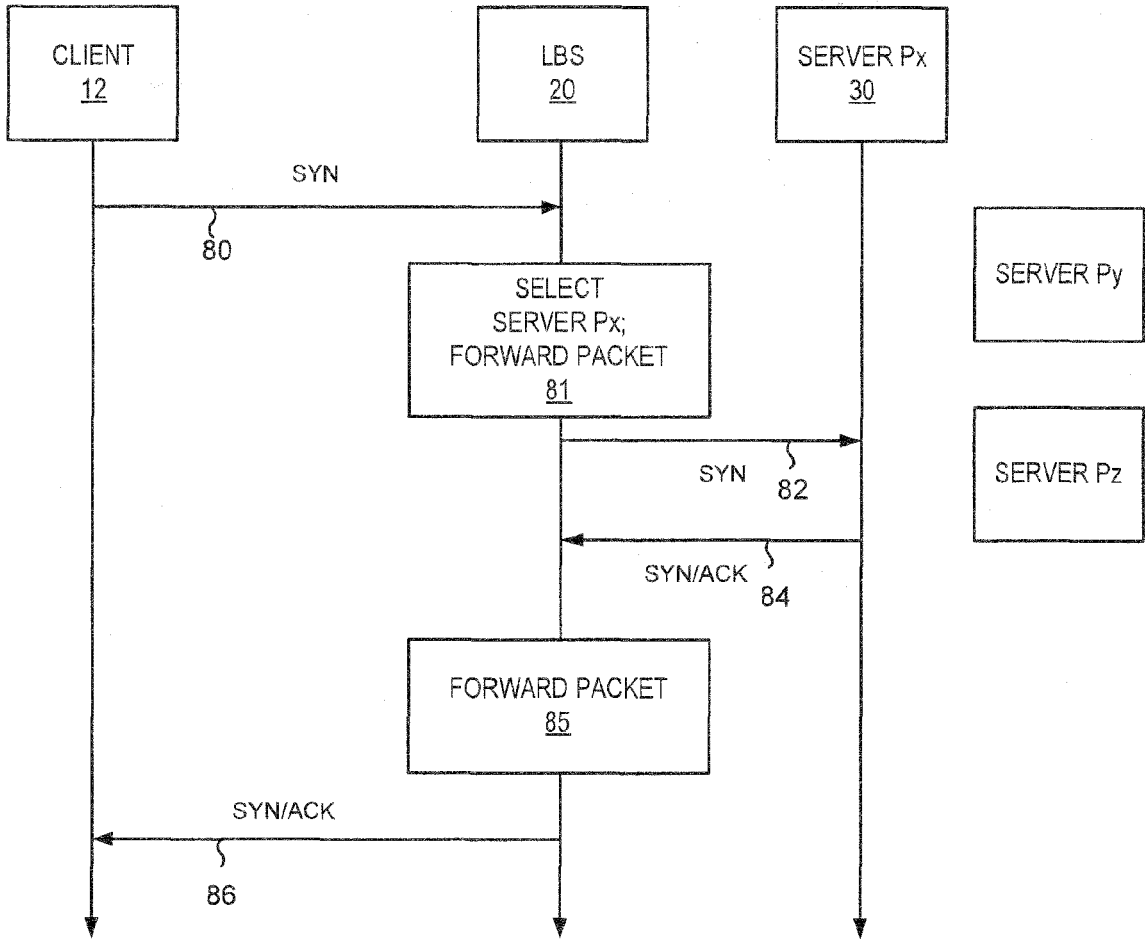 CLIENT
12
LBS
20
SERVER Px
30
SYN
80
SERVER Py
SELECT
SERVER Px;
FORWARD PACKET
81
SYN
82
SERVER Pz
SYN/ACK
84
FORWARD PACKET
85
SYN/ACK
86